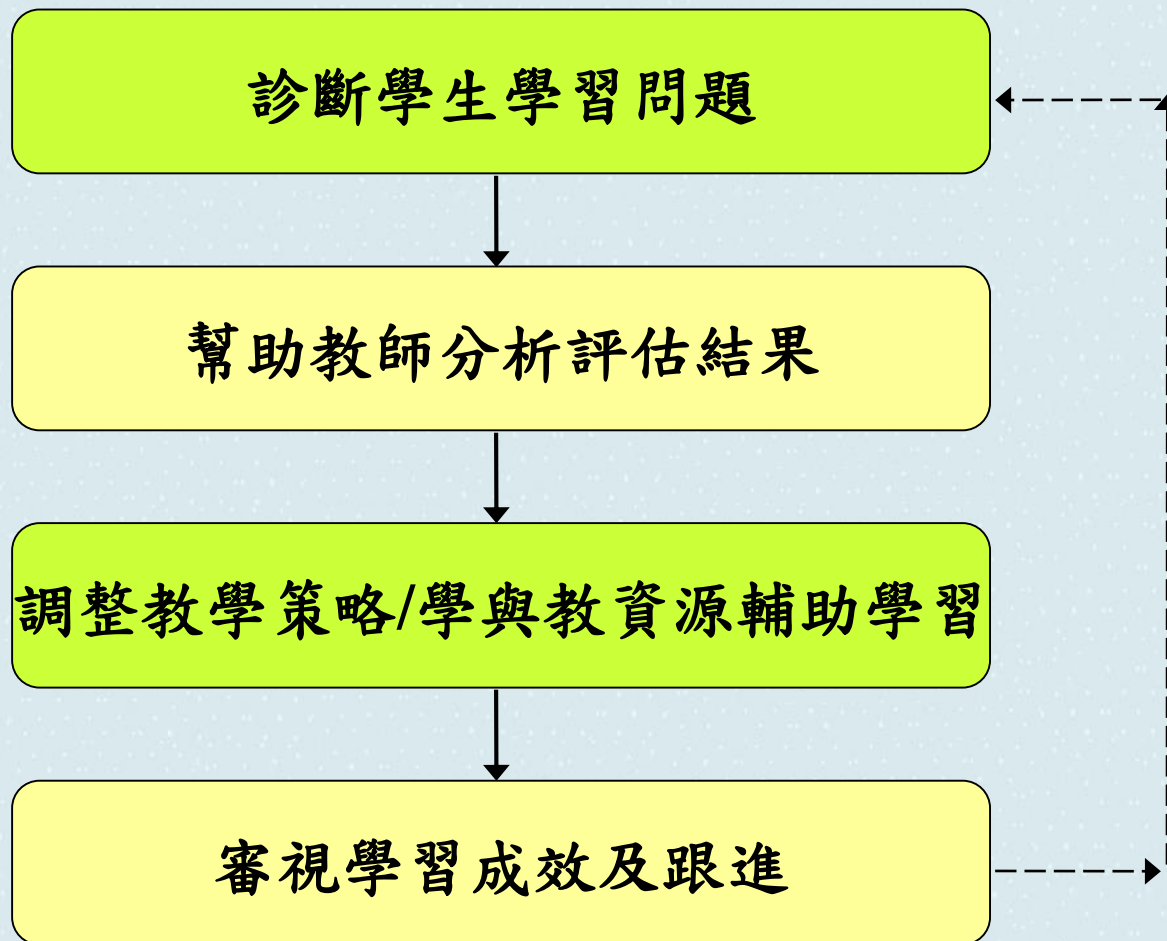 診斷學生學習問題
幫助教師分析評估結果
調整教學策略/學與教資源輔助學習
審視學習成效及跟進